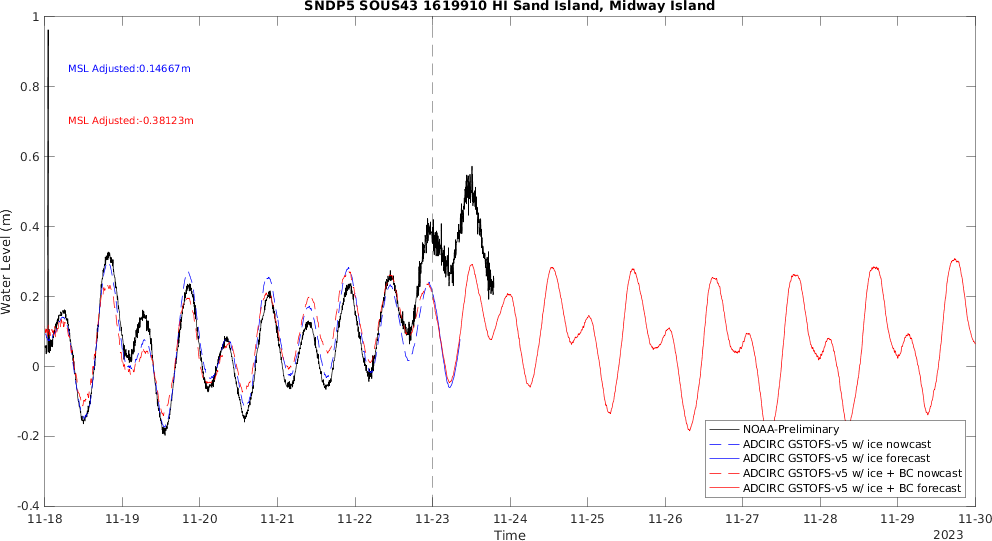 SNDP5 SOUS43 1619910 HI Sand Island, Midway Island
1
0.8
0.6
0.4
0.2
0
-0.2
-0.4
Water Level (m)
MSL Adjusted:0.14667m
MSL Adjusted:-0.38123m
NOAA-Preliminary
ADCIRC GSTOFS-v5 w/ ice nowcast
ADCIRC GSTOFS-v5 w/ ice forecast
ADCIRC GSTOFS-v5 w/ ice + BC nowcast
ADCIRC GSTOFS-v5 w/ ice + BC forecast
11-18 11-19 11-20 11-21 11-22 11-23 11-24 11-25 11-26 11-27 11-28 11-29 11-30
Time
2023